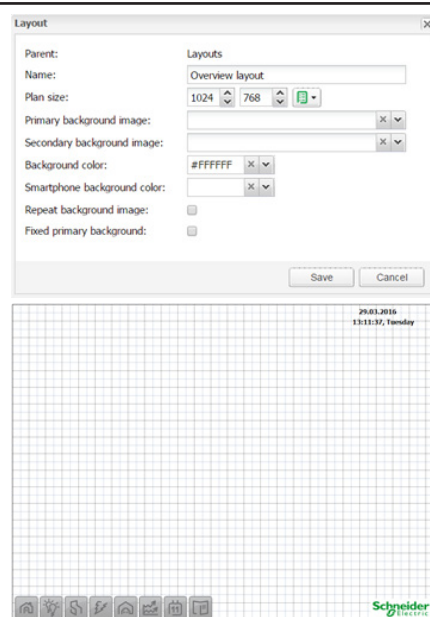 Layout
Parent: Layouts
Name: Overview layout
Plan size: 1024 768
Primary background image:
Secondary background image:
Background color: #FFFFFF
Smartphone background color:
Repeat background image:
Fixed primary background:
Save Cancel
29.03.2016
13:11:37, Tuesday
Schneider
Electric